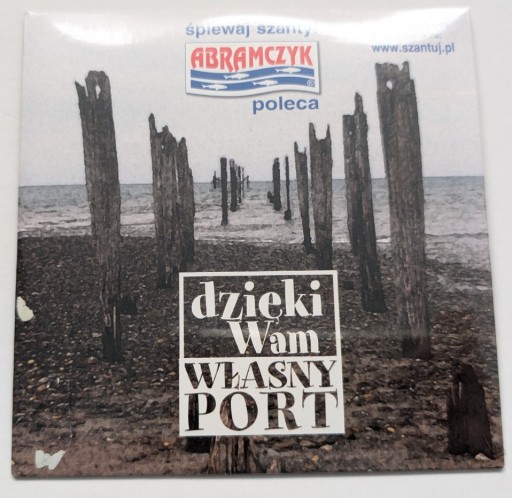 śpiewaj szanty
www.szantuj.pl
ABRAMCZYK
poleca
dzięki
Wam
WŁASNY
PORT